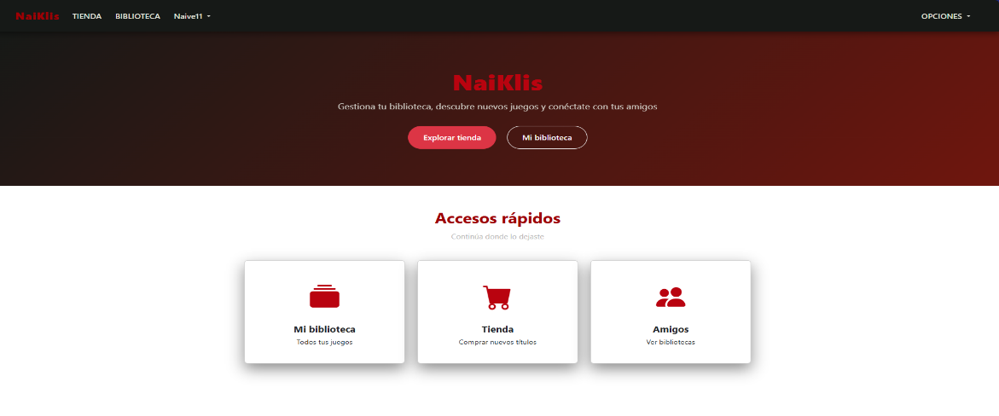 NaiKlis TIENDA BIBLIOTECA Naive11 OPCIONES
NaiKlis
Gestiona tu biblioteca, descubre nuevos juegos y conéctate con tus amigos
Explorar tienda Mi biblioteca
Accesos rápidos
Continúa donde lo dejaste
Mi biblioteca
Todos tus juegos
Tienda
Comprar nuevos títulos
Amigos
Ver bibliotecas